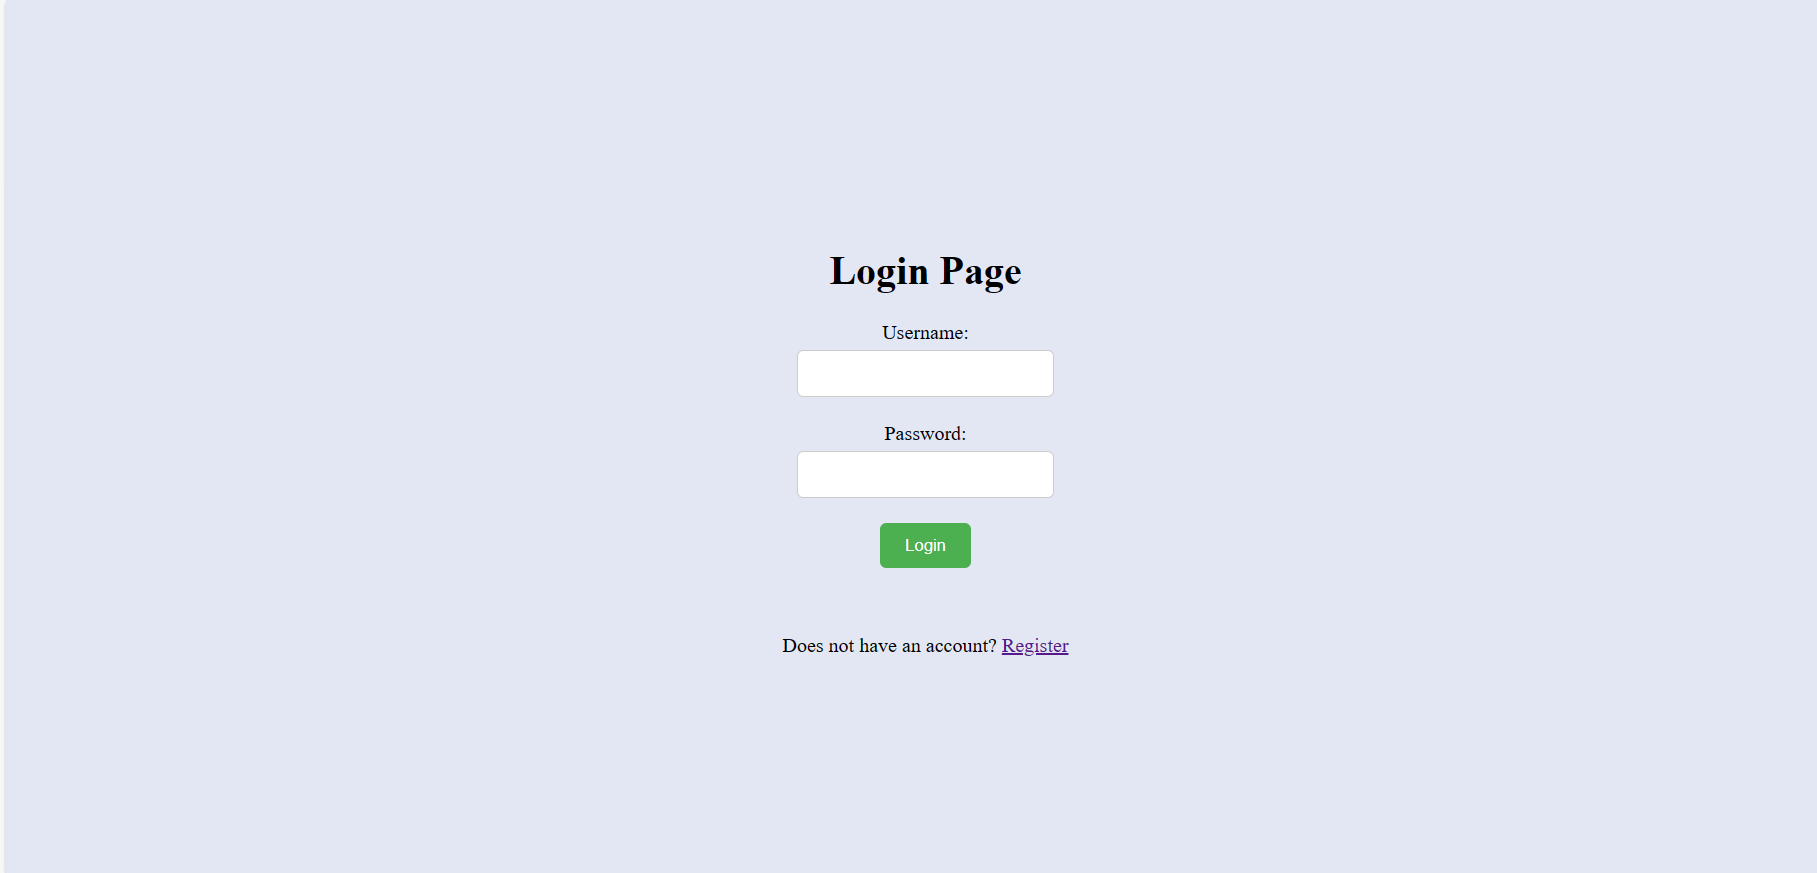 Login Page
Username:
Password:
Login
Does not have an account? Register